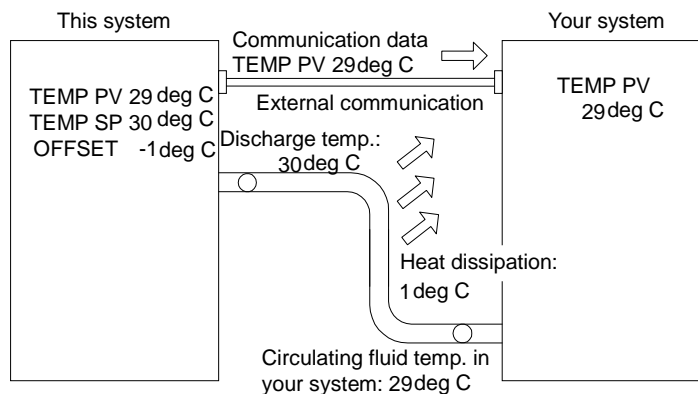 This system
Your system
Communication data
TEMP PV 29deg C
External communication
TEMP PV 29 deg C
TEMP SP 30 deg C
OFFSET -1deg C
TEMP PV
29deg C
Discharge temp.:
30deg C
Heat dissipation:
1deg C
Circulating fluid temp. in
your system: 29deg C